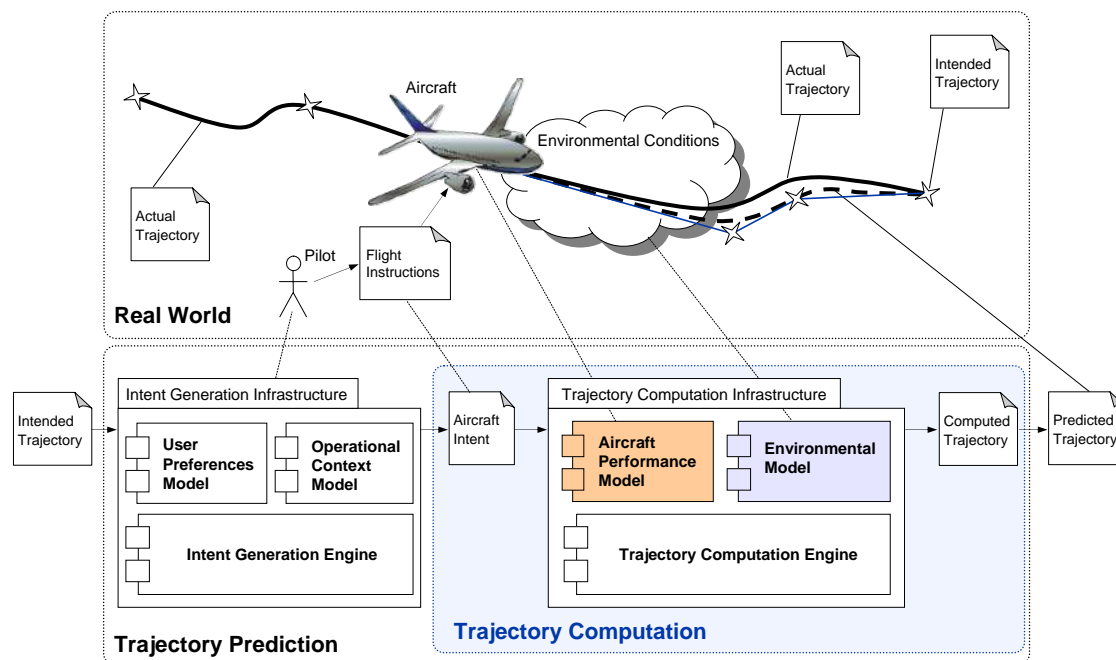 Aircraft
Actual
Trajectory
Intended
Trajectory
Environmental Conditions
Actual
Trajectory
Pilot
Flight
Instructions
Real World
Intent Generation Infrastructure
Trajectory Computation Infrastructure
Intended
Trajectory
User
Preferences
Model
Operational
Context
Model
Aircraft
Intent
Aircraft
Performance
Model
Environmental
Model
Computed
Trajectory
Predicted
Trajectory
Intent Generation Engine
Trajectory Computation Engine
Trajectory Prediction
Trajectory Computation